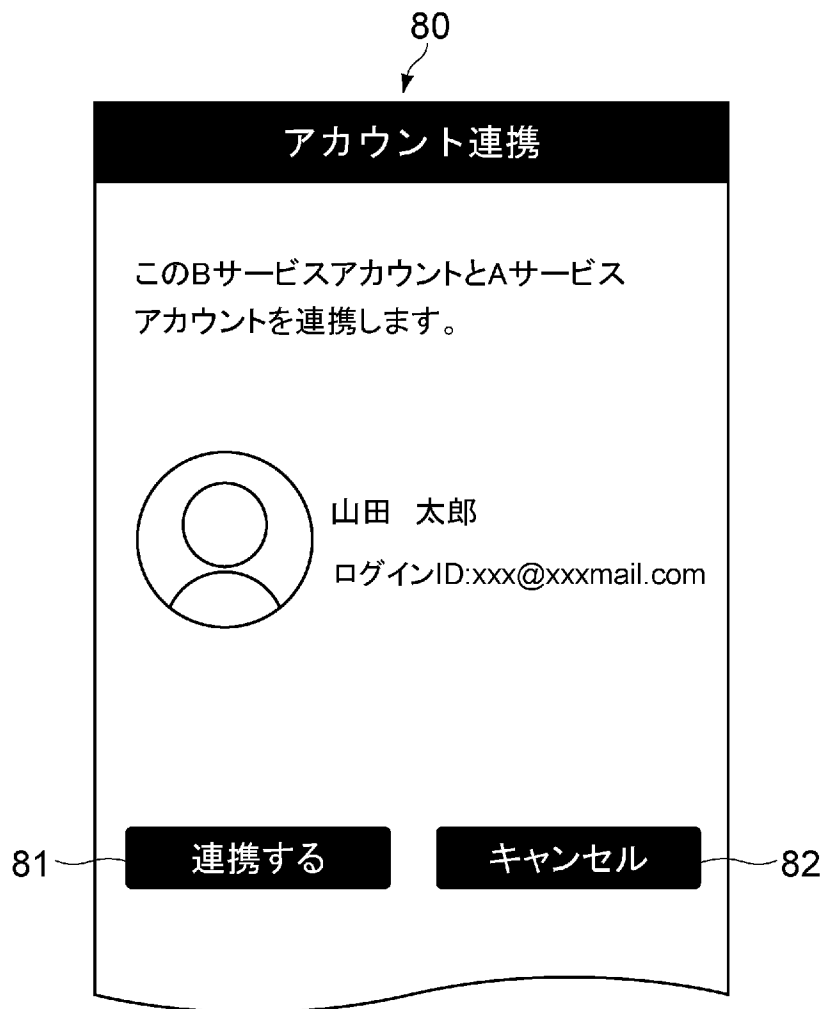 80
アカウント連携
このBサービスアカウントとAサービス
アカウントを連携します。
山田　太郎
ログインID:xxx@xxxmail.com
81
連携する
キャンセル
82